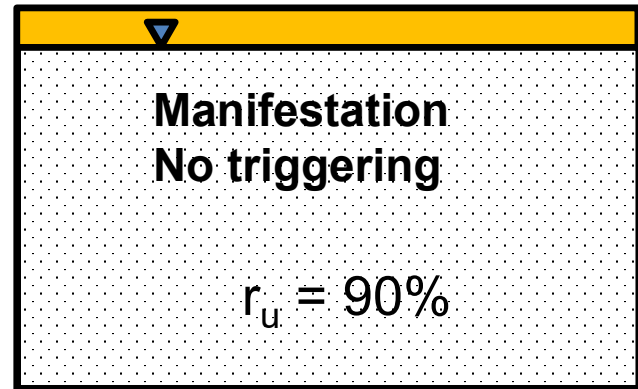 Manifestation
No triggering
rᵤ = 90%